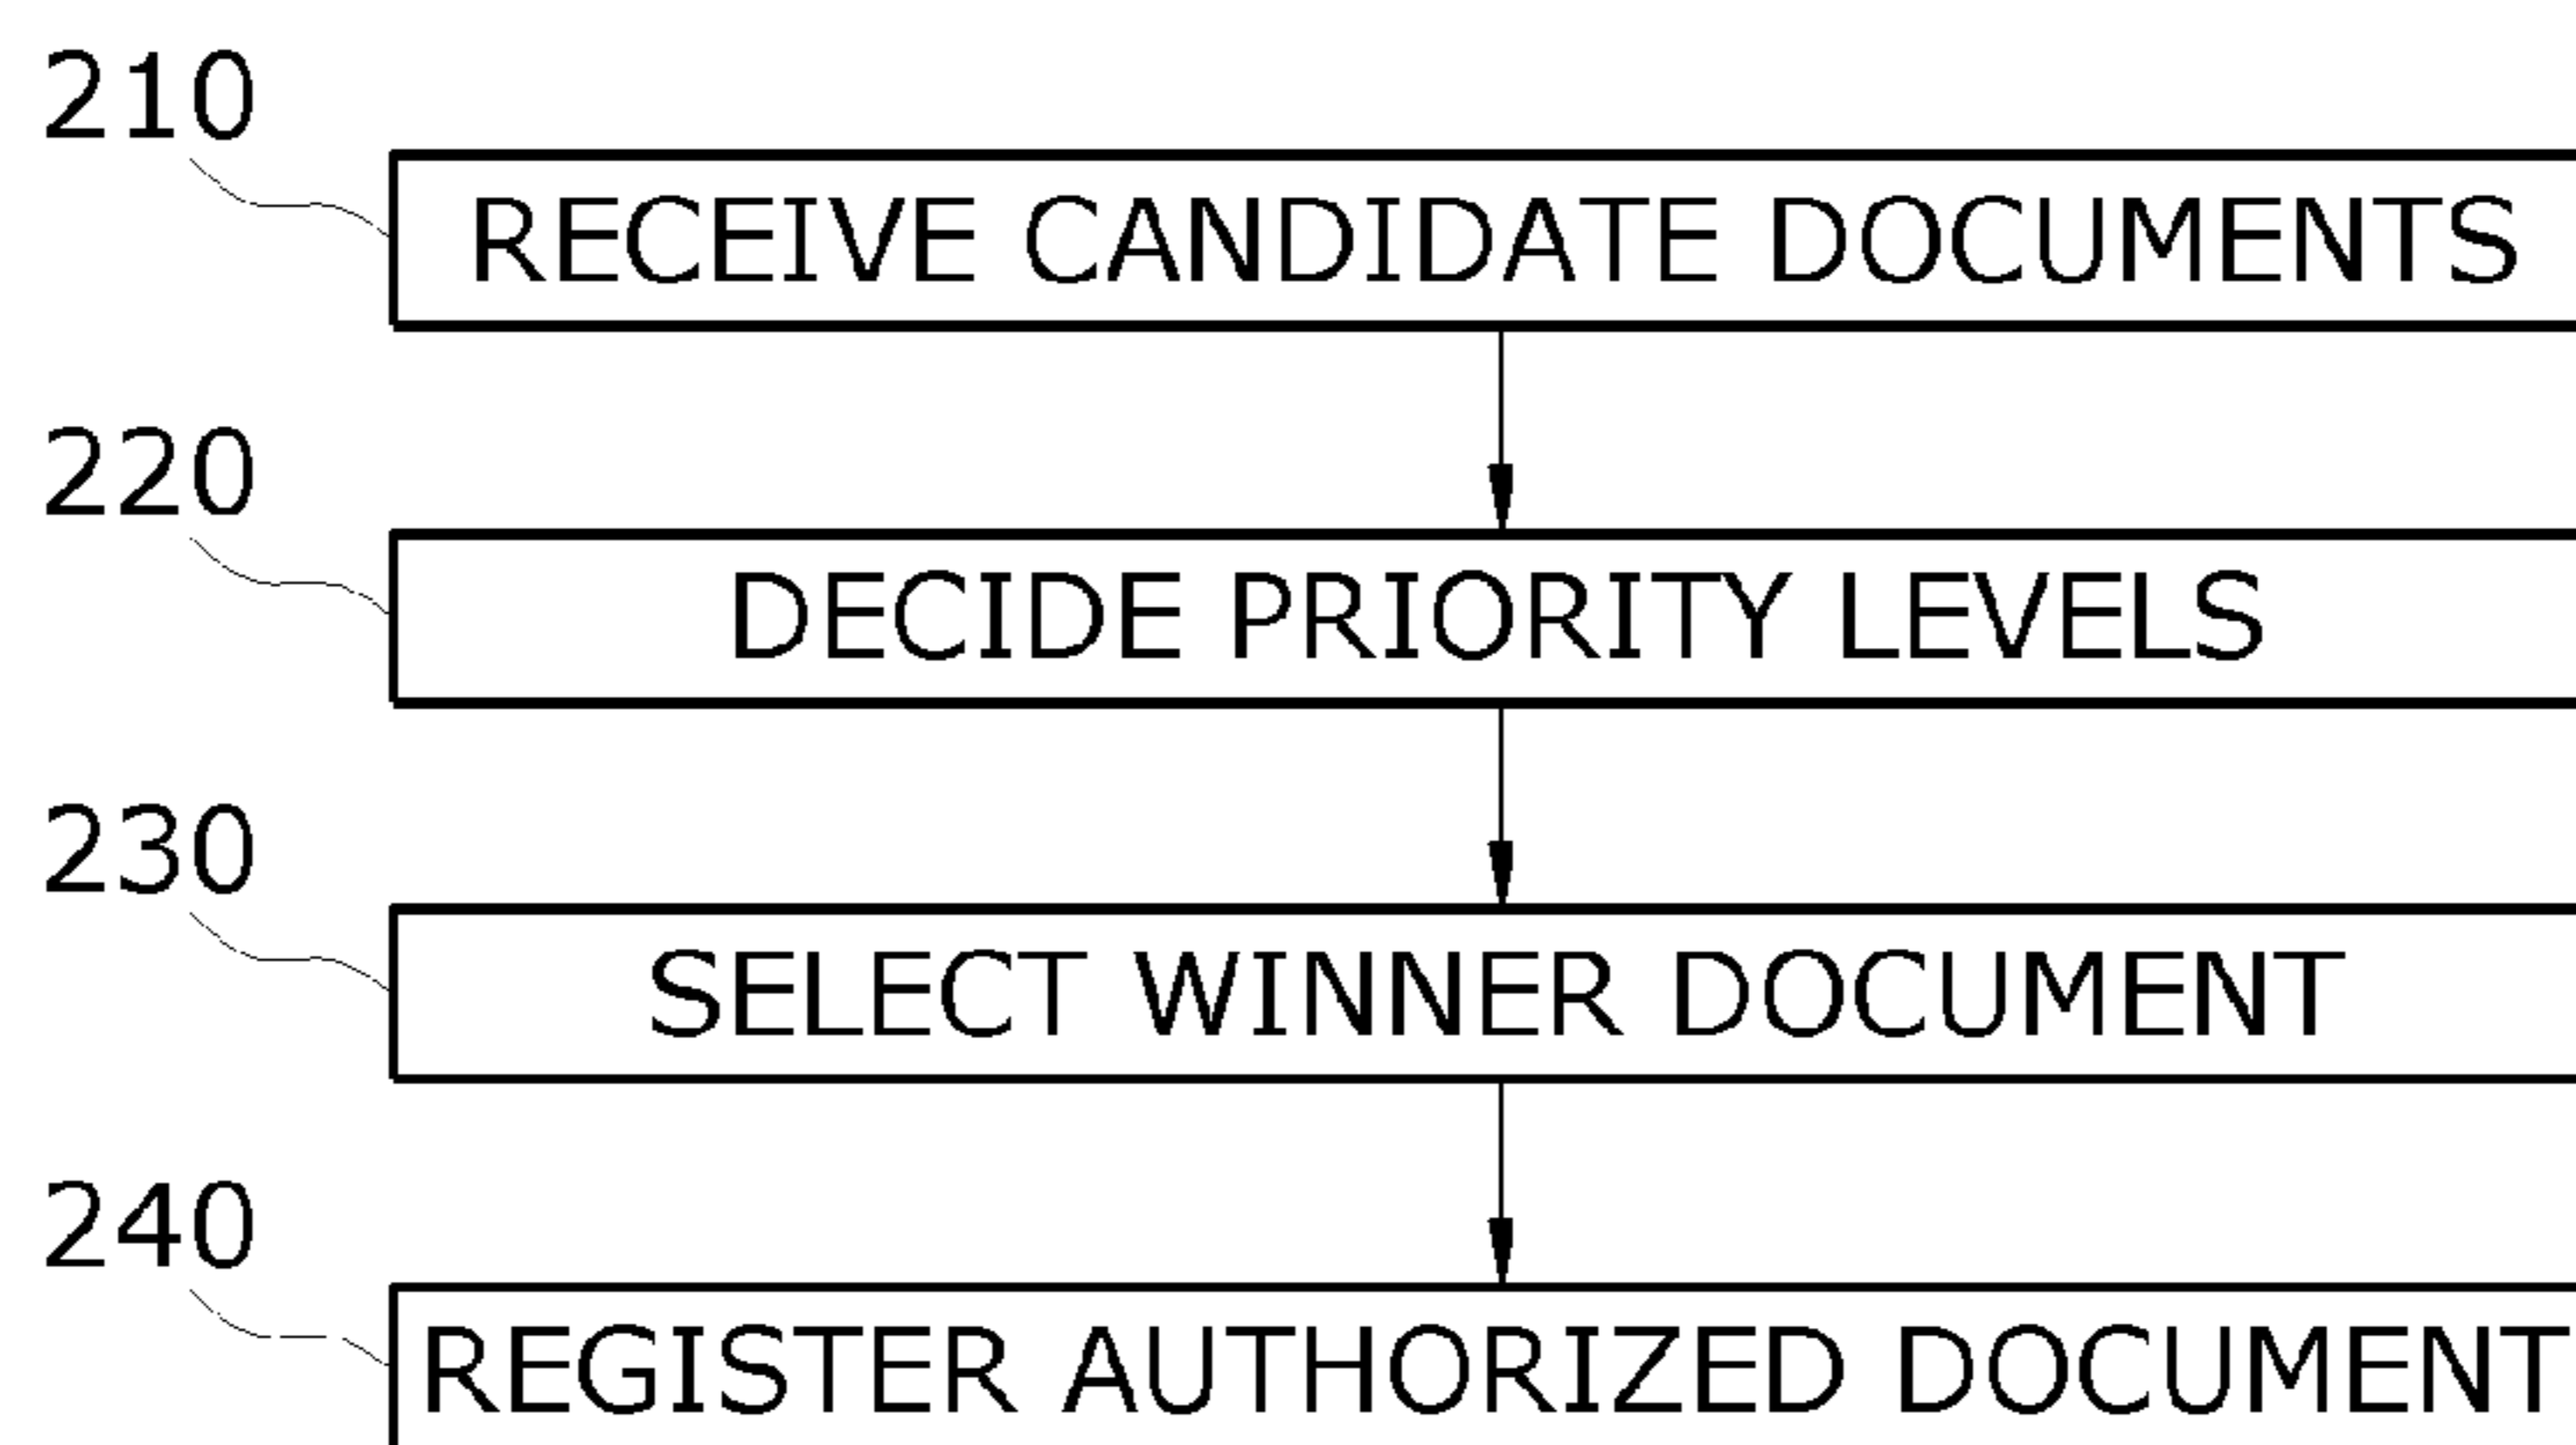 210
RECEIVE CANDIDATE DOCUMENTS
220
DECIDE PRIORITY LEVELS
230
SELECT WINNER DOCUMENT
240
REGISTER AUTHORIZED DOCUMENT